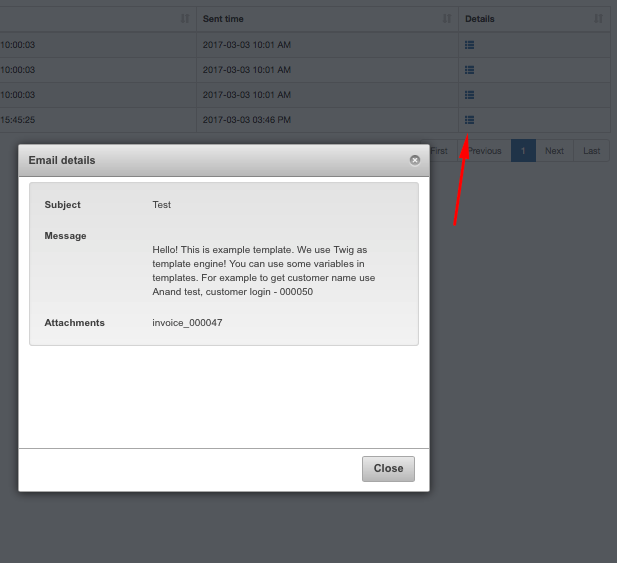 Sent time Details
10:00:03 2017-03-03 10:01 AM
10:00:03 2017-03-03 10:01 AM
10:00:03 2017-03-03 10:01 AM
15:45:25 2017-03-03 03:46 PM
First Previous 1 Next Last
Email details
Subject Test
Message
Hello! This is example template. We use Twig as
template engine! You can use some variables in
templates. For example to get customer name use
Anand test, customer login - 000050
Attachments invoice_000047
Close